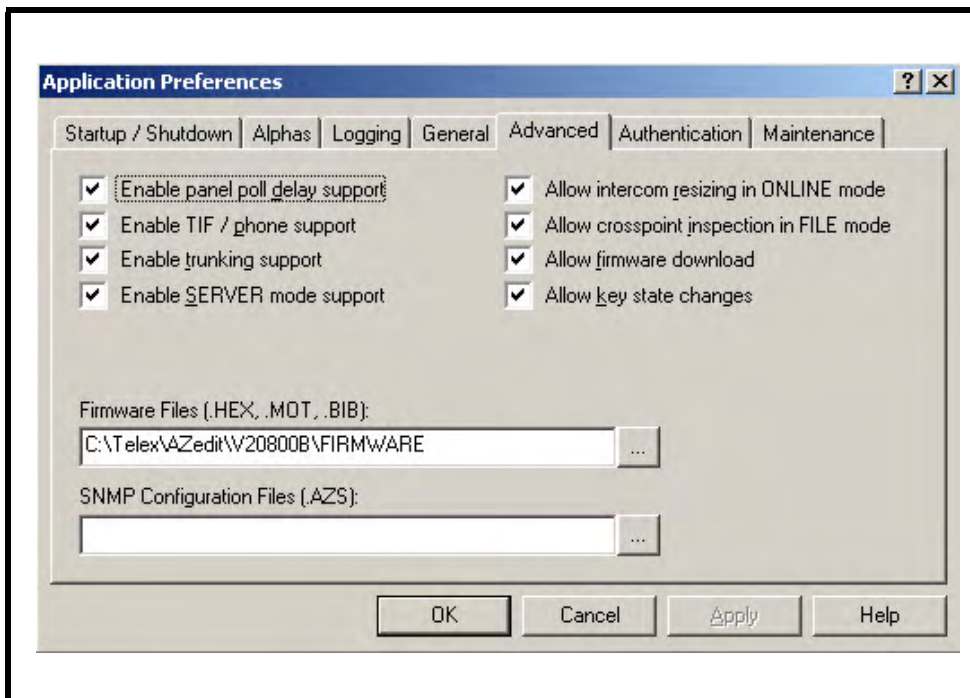 Application Preferences
Startup / Shutdown Alphas Logging General Advanced Authentication Maintenance
Enable panel poll delay support
Enable TIF / phone support
Enable trunking support
Enable SERVER mode support
Allow intercom resizing in ONLINE mode
Allow crosspoint inspection in FILE mode
Allow firmware download
Allow key state changes
Firmware Files (.HEX, .MOT, .BIB):
C:\Telex\AZedit\V20800B\FIRMWARE
...
SNMP Configuration Files (.AZS):
...
OK Cancel Apply Help